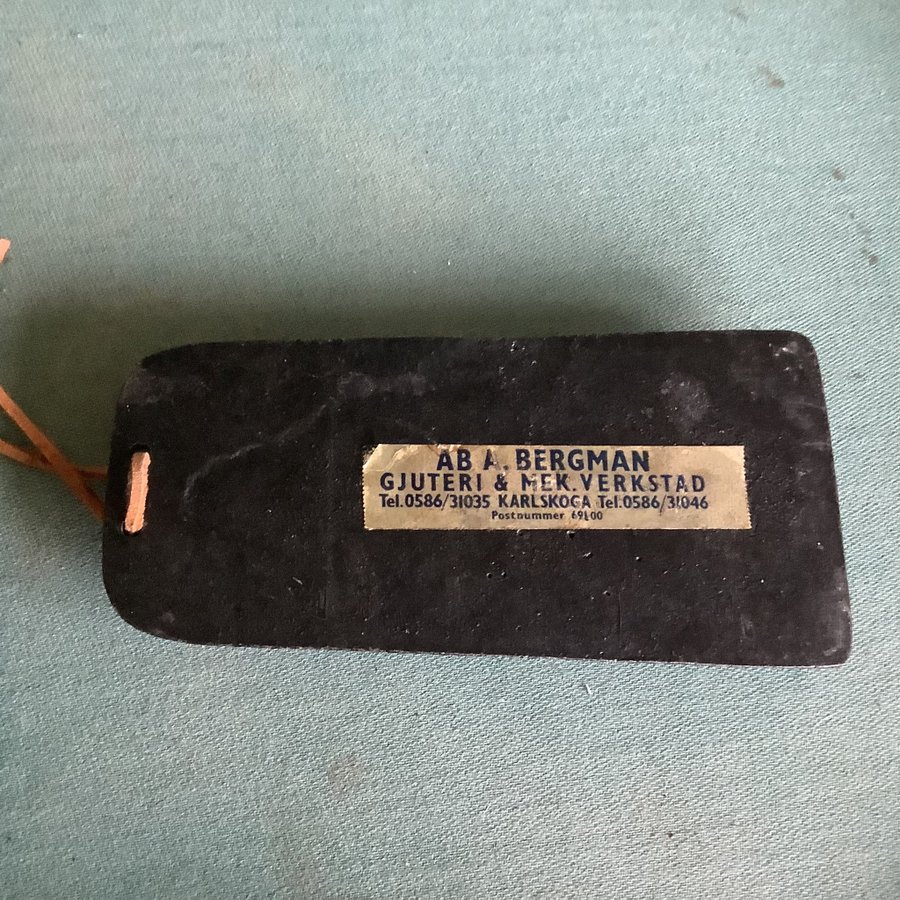 AB A. BERGMAN
GJUTERI & MEK. VERKSTAD
Tel. 0586/31035 KARLSKOGA Tel. 0586/31046
Postnummer 69100